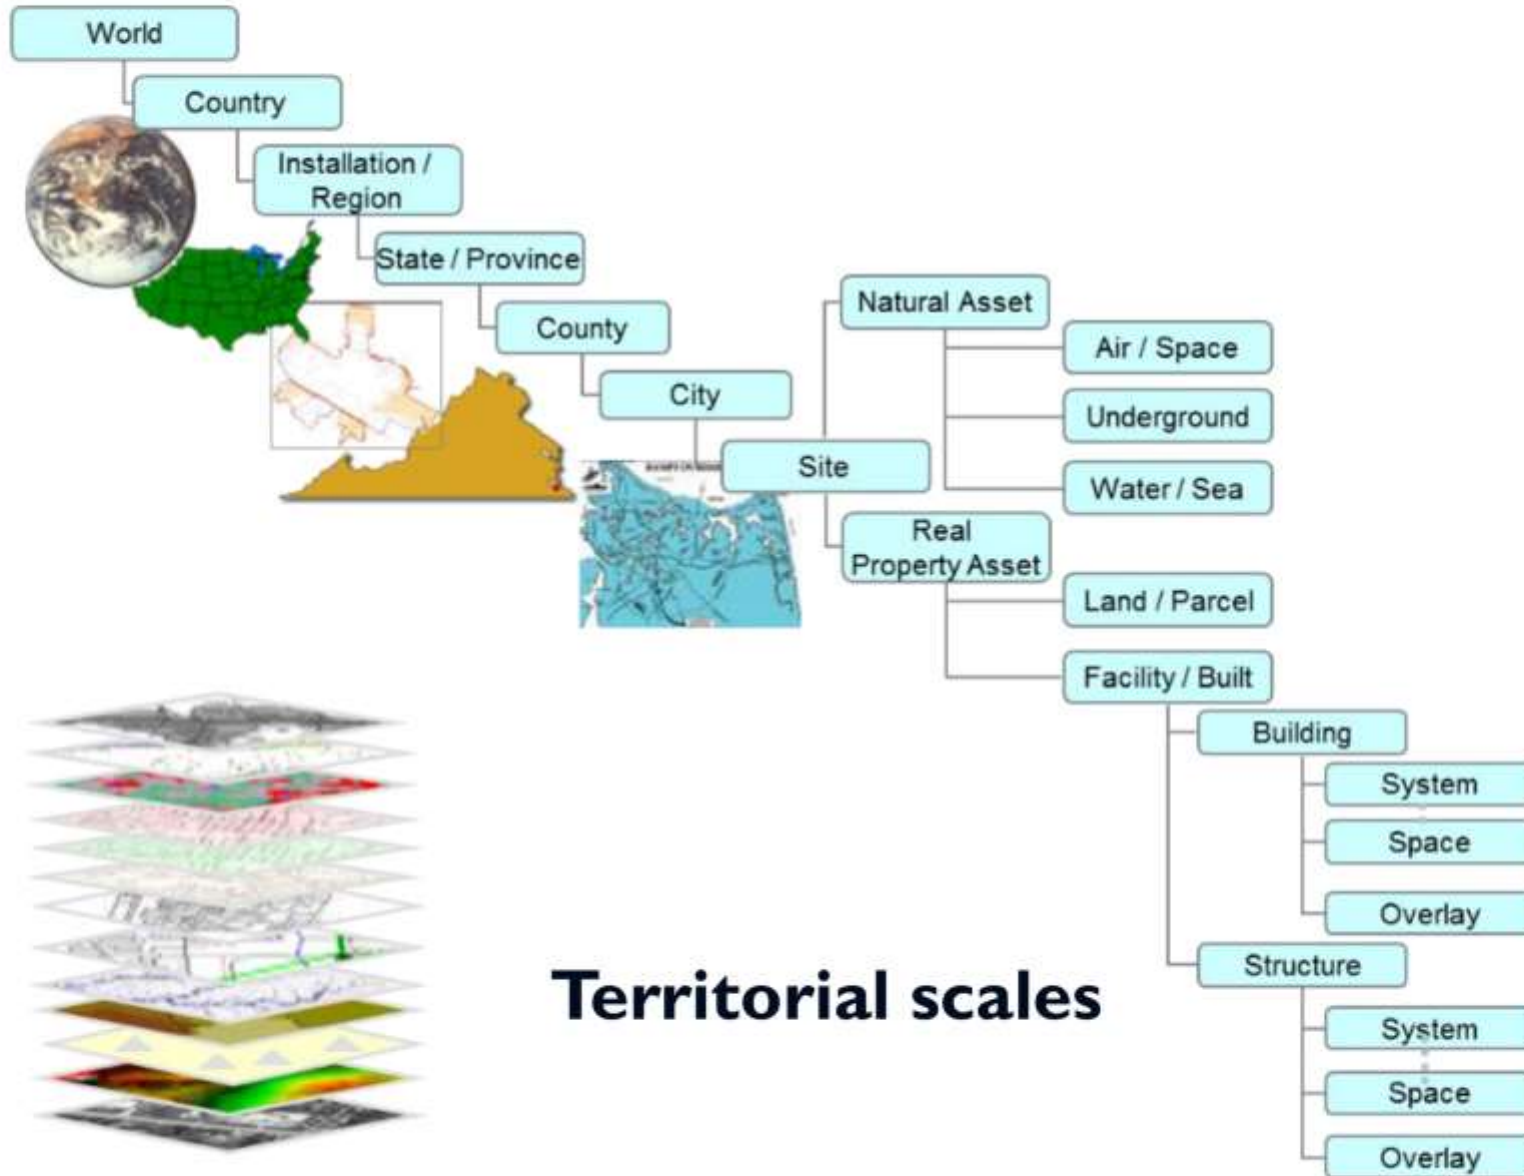 World
Country
Installation /
Region
State / Province
County
City
Site
Natural Asset
Air / Space
Underground
Water / Sea
Real
Property Asset
Land / Parcel
Facility / Built
Building
System
Space
Overlay
Structure
System
Space
Overlay
Territorial scales